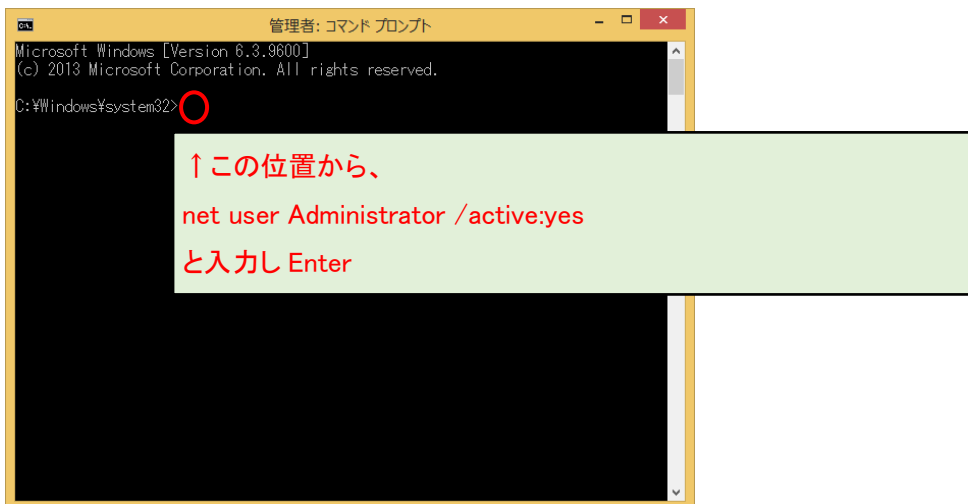 管理者: コマンド プロンプト
Microsoft Windows [Version 6.3.9600]
(c) 2013 Microsoft Corporation. All rights reserved.
C:¥Windows¥system32>
↑この位置から、
net user Administrator /active:yes
と入力し Enter